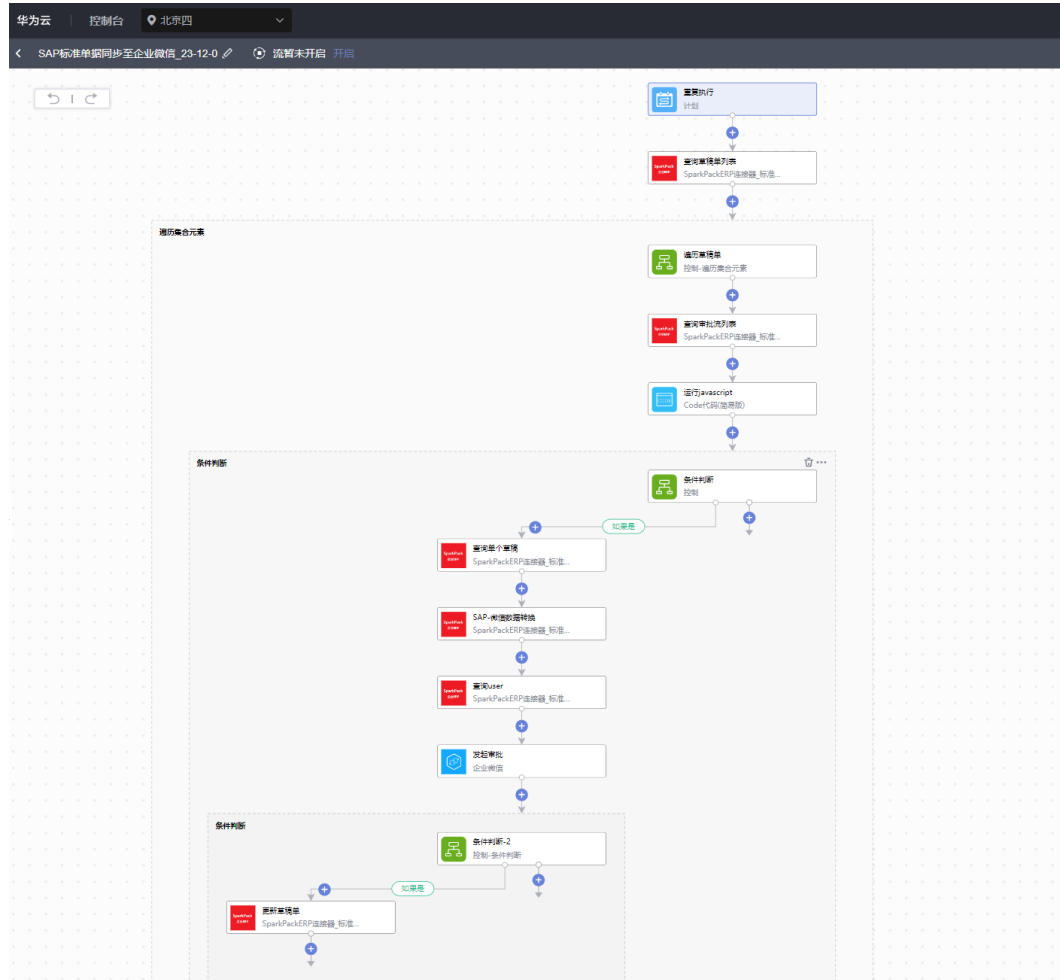 华为云 控制台 北京四
SAP标准单据同步至企业微信_23-12-0 流暂未开启 开启
重复执行
计划
查询草稿单列表
SparkPackERP连接器_标准...
遍历集合元素
遍历草稿单
控制-遍历集合元素
查询审批流列表
SparkPackERP连接器_标准...
运行javascript
Code代码(简易版)
条件判断
条件判断
控制
如果是
查询单个草稿
SparkPackERP连接器_标准...
SAP-微信数据转换
SparkPackERP连接器_标准...
查询user
SparkPackERP连接器_标准...
发起审批
企业微信
条件判断
条件判断-2
控制-条件判断
如果是
更新草稿单
SparkPackERP连接器_标准...